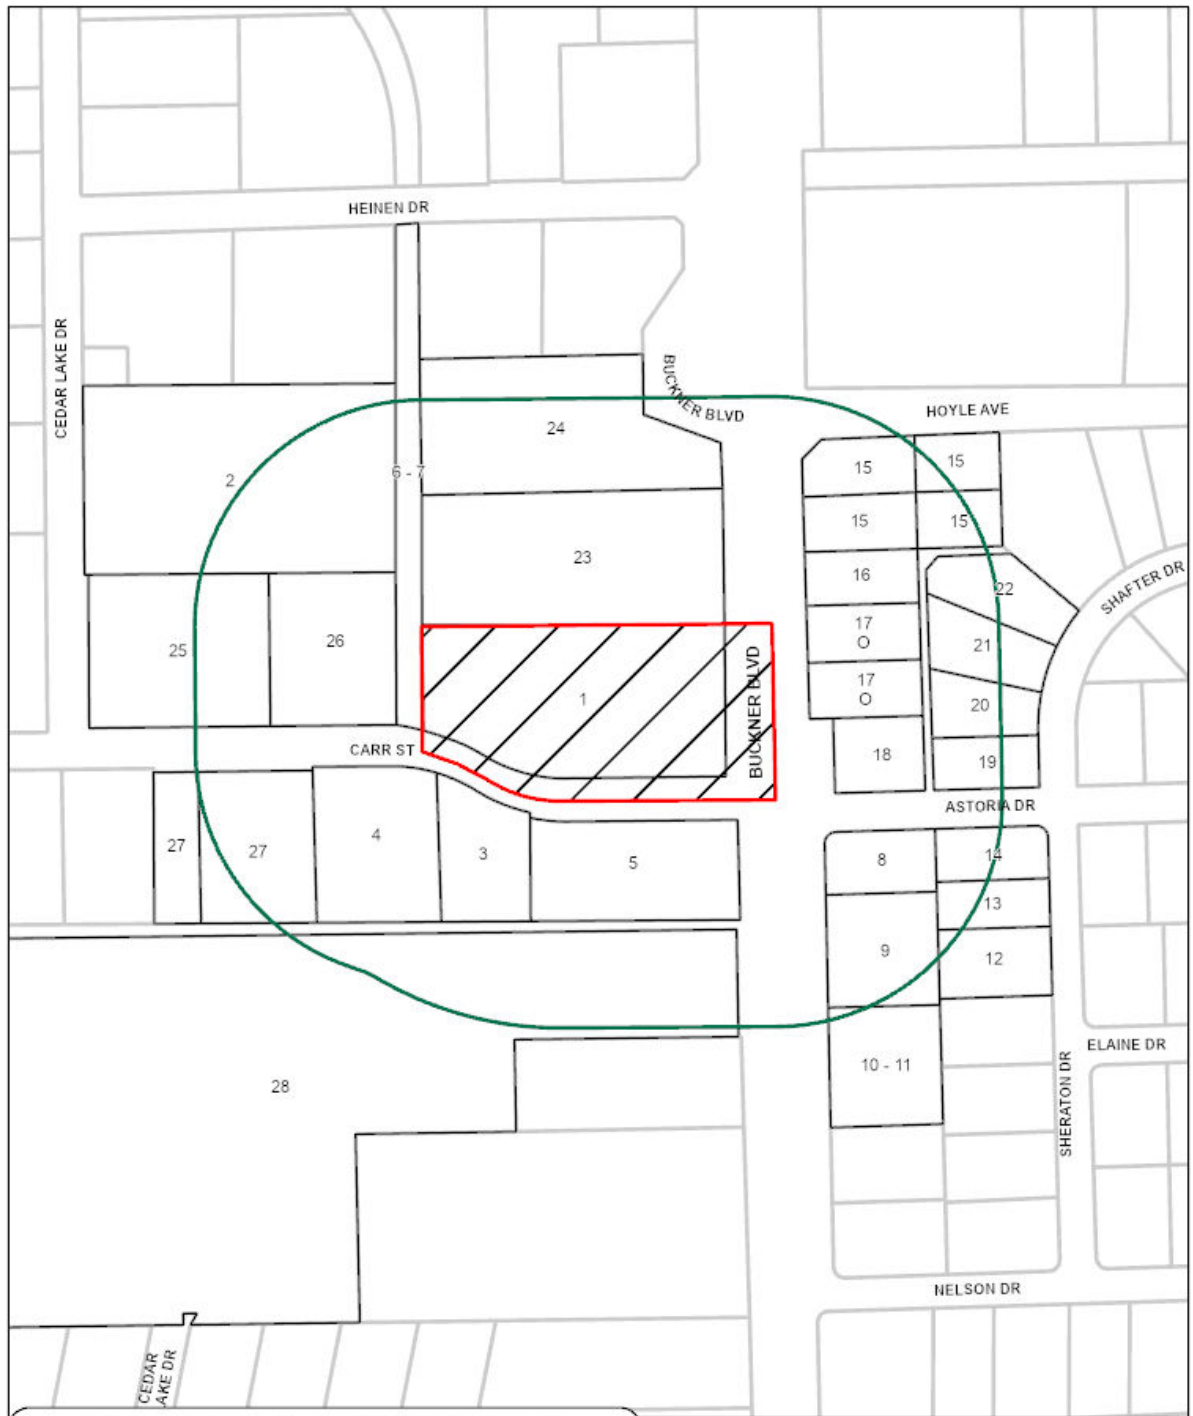 HEINEN DR
CEDAR LAKE DR
BUCKNER BLVD
HOYLE AVE
24
15
15
2
6 - 7
15
15
23
16
22
SHAFTER DR
17
O
21
25
26
17
O
20
1
BUCKNER BLVD
CARR ST
18
19
ASTORIA DR
27
27
4
3
5
8
14
13
9
12
ELAINE DR
28
10 - 11
SHERATON DR
NELSON DR
CEDAR
LAKE DR